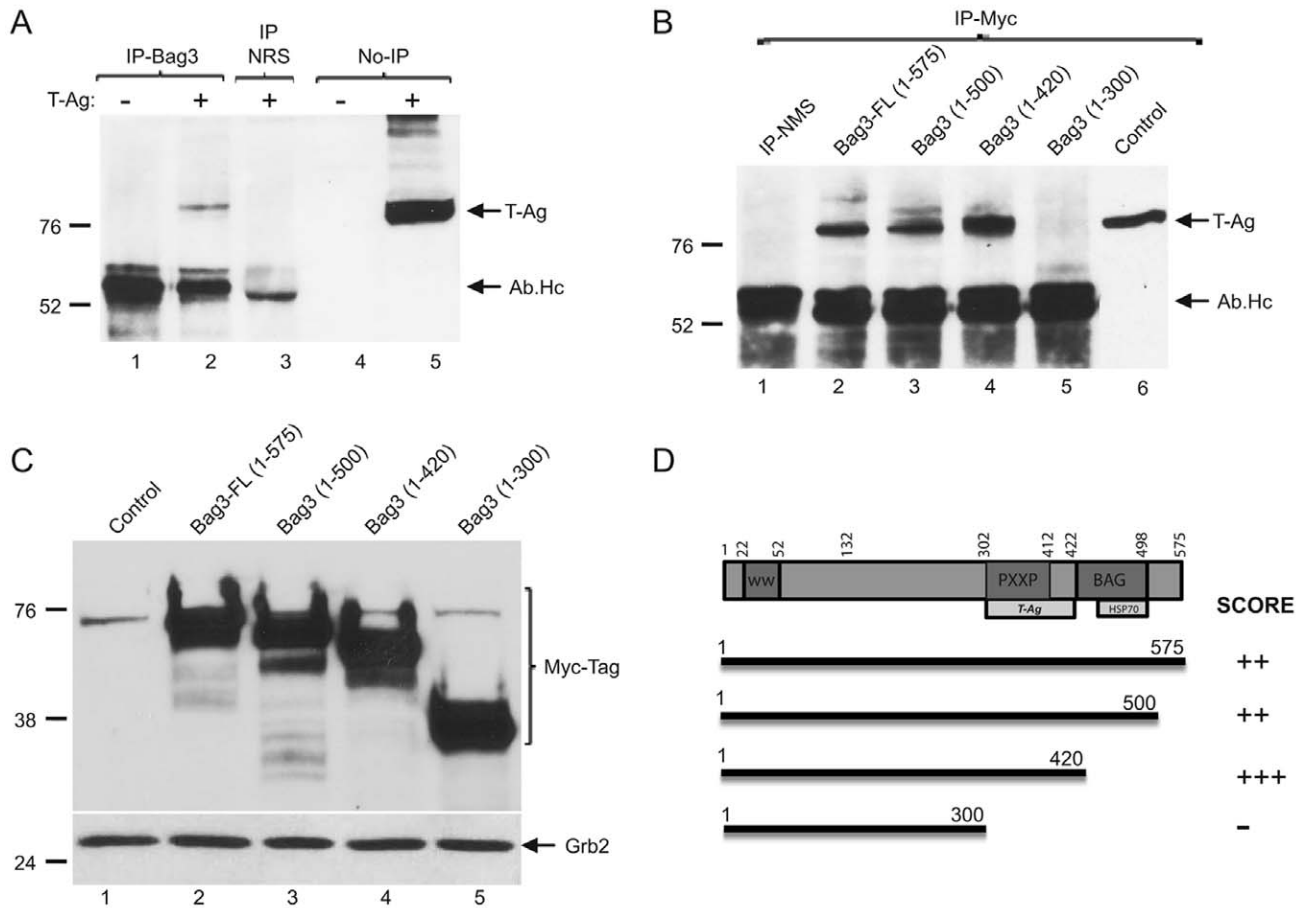 A
IP-Bag3
IP
NRS
No-IP
T-Ag: - + + - +
76
52
T-Ag
Ab.Hc
1 2 3 4 5
B
IP-Myc
IP-NMS
Bag3-FL (1-575)
Bag3 (1-500)
Bag3 (1-420)
Bag3 (1-300)
Control
76
52
T-Ag
Ab.Hc
1 2 3 4 5 6
C
Control
Bag3-FL (1-575)
Bag3 (1-500)
Bag3 (1-420)
Bag3 (1-300)
76
38
24
Myc-Tag
Grb2
1 2 3 4 5
D
1 22 52 132 302 412 422 498 575
WW PXXP BAG
T-Ag HSP70
SCORE
1 575 ++
1 500 ++
1 420 +++
1 300 -